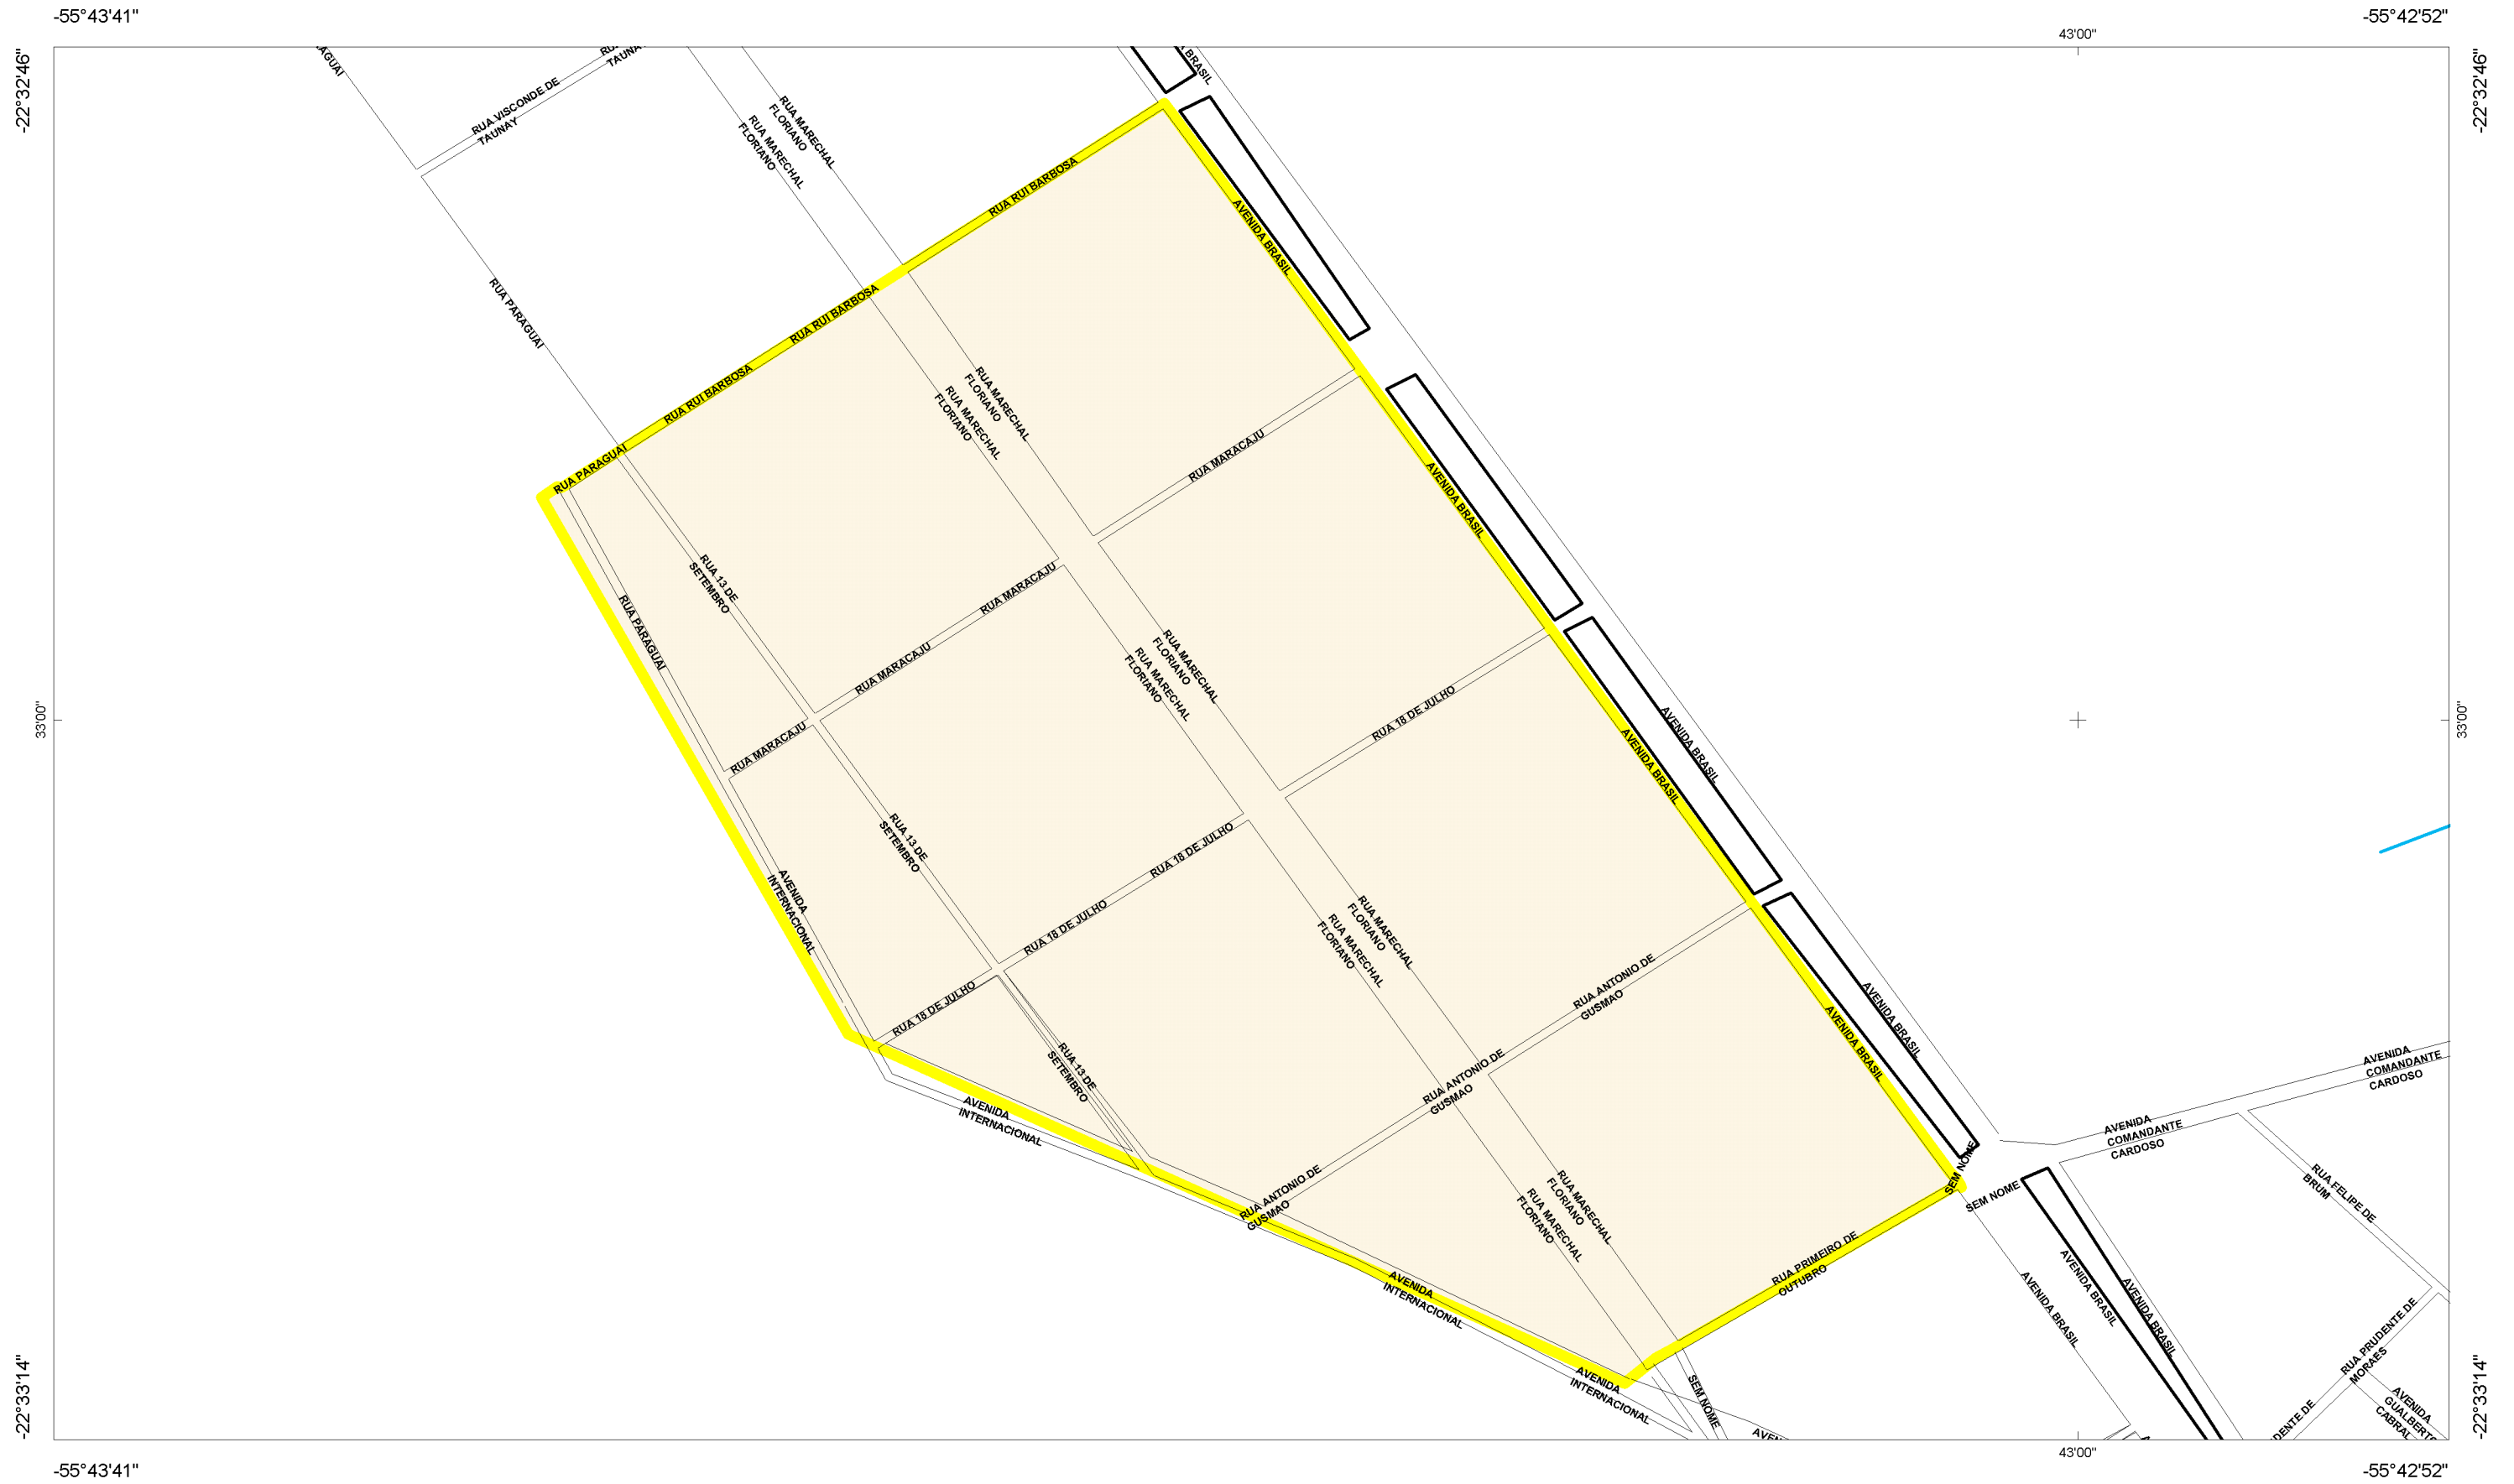 -55°43'41"
-55°42'52"
43'00"
-22°32'46"
-22°32'46"
RUA VISCONDE DE
TAUNAY
TAUNAY
BRASIL
RUA MARECHAL
FLORIANO
RUA MARECHAL
FLORIANO
RUA RUI BARBOSA
AVENIDA BRASIL
RUA PARAGUAI
RUA RUI BARBOSA
RUA RUI BARBOSA
RUA PARAGUAI
RUA MARECHAL
FLORIANO
RUA MARECHAL
FLORIANO
RUA MARACAJU
AVENIDA BRASIL
RUA 13 DE
SETEMBRO
RUA MARACAJU
RUA PARAGUAI
RUA MARACAJU
RUA MARECHAL
FLORIANO
RUA MARECHAL
FLORIANO
RUA 18 DE JULHO
AVENIDA BRASIL
AVENIDA BRASIL
33'00"
33'00"
RUA MARACAJU
RUA 13 DE
SETEMBRO
RUA 18 DE JULHO
AVENIDA
INTERNACIONAL
RUA 18 DE JULHO
RUA MARECHAL
FLORIANO
RUA MARECHAL
FLORIANO
RUA ANTONIO DE
GUSMAO
AVENIDA BRASIL
AVENIDA BRASIL
RUA 18 DE JULHO
RUA 13 DE
SETEMBRO
RUA ANTONIO DE
GUSMAO
AVENIDA
COMANDANTE
CARDOSO
AVENIDA
INTERNACIONAL
AVENIDA
COMANDANTE
CARDOSO
SEM NOME
SEM NOME
RUA ANTONIO DE
GUSMAO
RUA MARECHAL
FLORIANO
RUA MARECHAL
FLORIANO
RUA FELIPE DE
BRUM
RUA PRIMEIRO DE
OUTUBRO
AVENIDA
INTERNACIONAL
AVENIDA BRASIL
AVENIDA BRASIL
AVENIDA BRASIL
RUA PRUDENTE DE
MORAES
AVENIDA
INTERNACIONAL
SEM NOME
AVENIDA
GUALBERTO
CABRAL
DENTE DE
-22°33'14"
-22°33'14"
43'00"
-55°43'41"
-55°42'52"